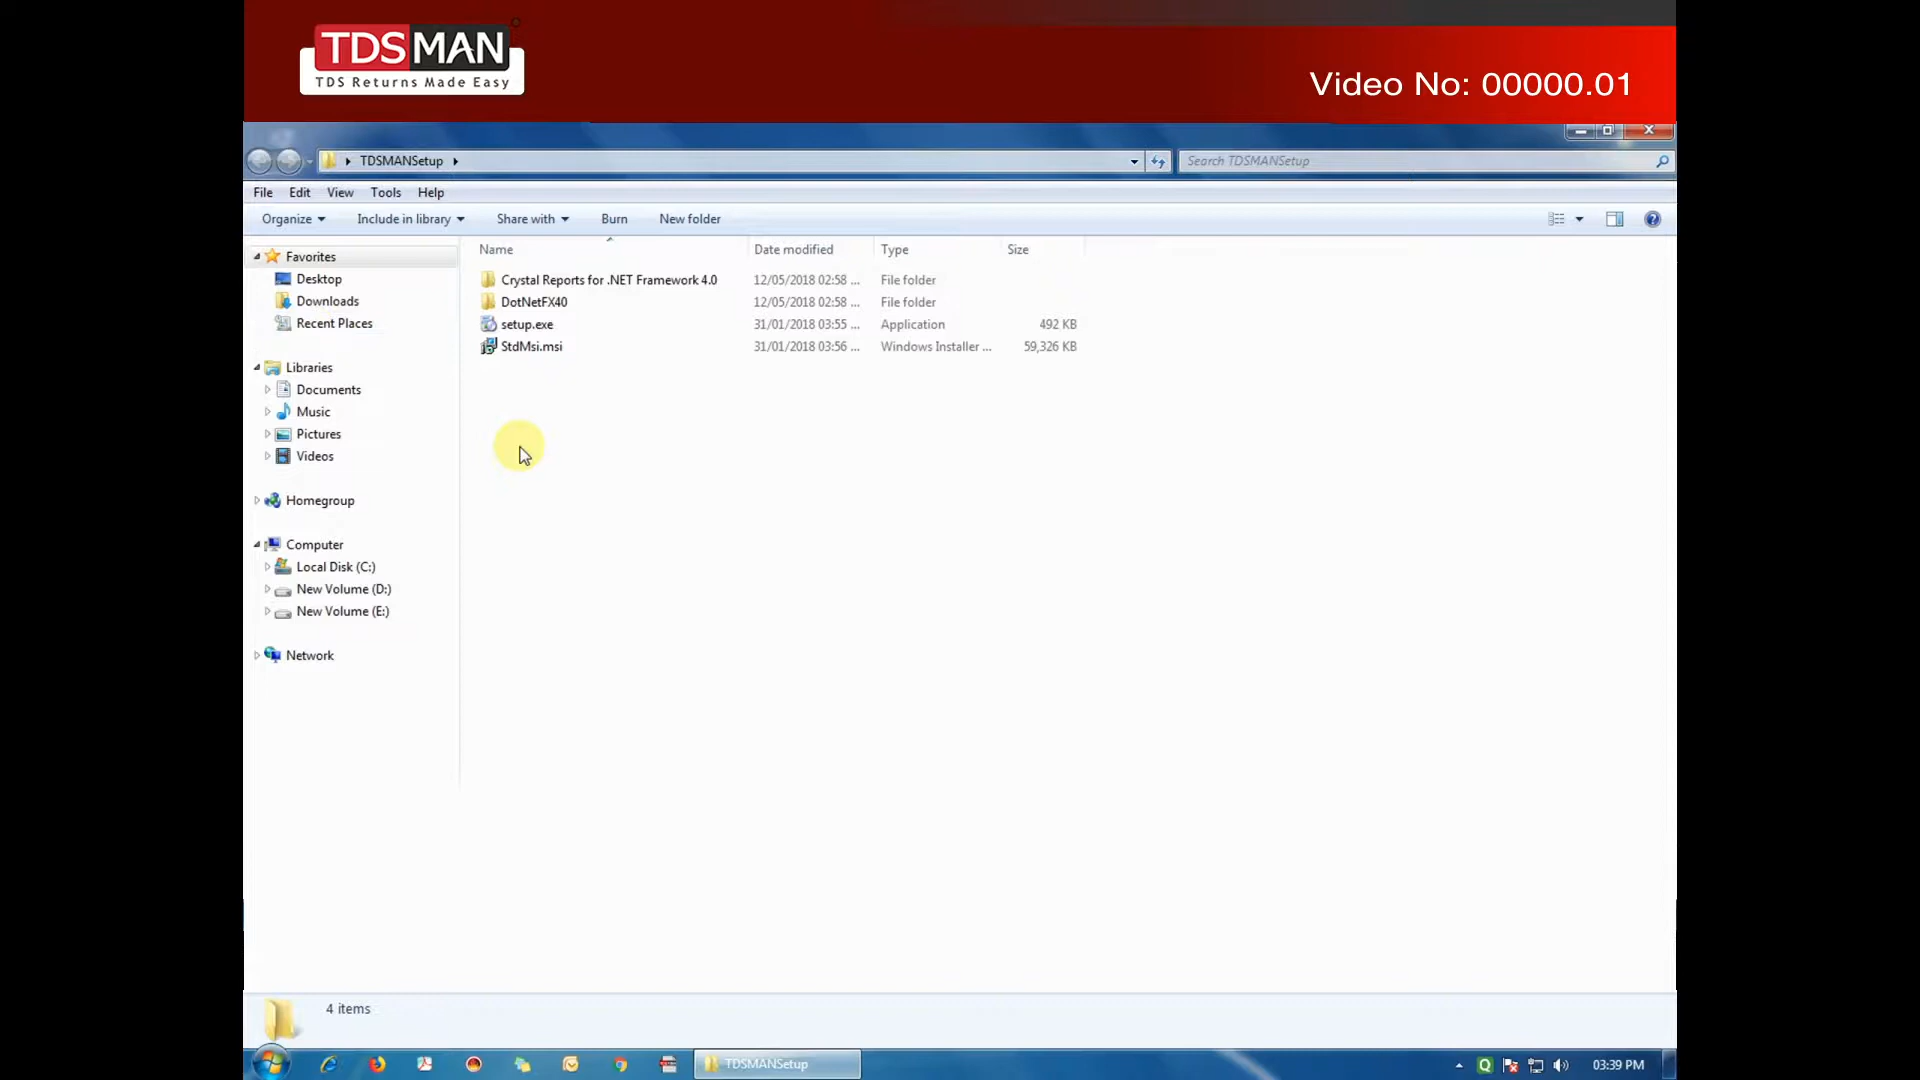 TDSMAN
TDS Returns Made Easy
Video No: 00000.01
TDSMANSetup
Search TDSMANSetup
File Edit View Tools Help
Organize Include in library Share with Burn New folder
Name Date modified Type Size
Favorites
Desktop
Downloads
Recent Places
Libraries
Documents
Music
Pictures
Videos
Homegroup
Computer
Local Disk (C:)
New Volume (D:)
New Volume (E:)
Network
Crystal Reports for .NET Framework 4.0 12/05/2018 02:58 ... File folder
DotNetFX40 12/05/2018 02:58 ... File folder
setup.exe 31/01/2018 03:55 ... Application 492 KB
StdMsi.msi 31/01/2018 03:56 ... Windows Installer ... 59,326 KB
4 items
TDSMANSetup
03:39 PM